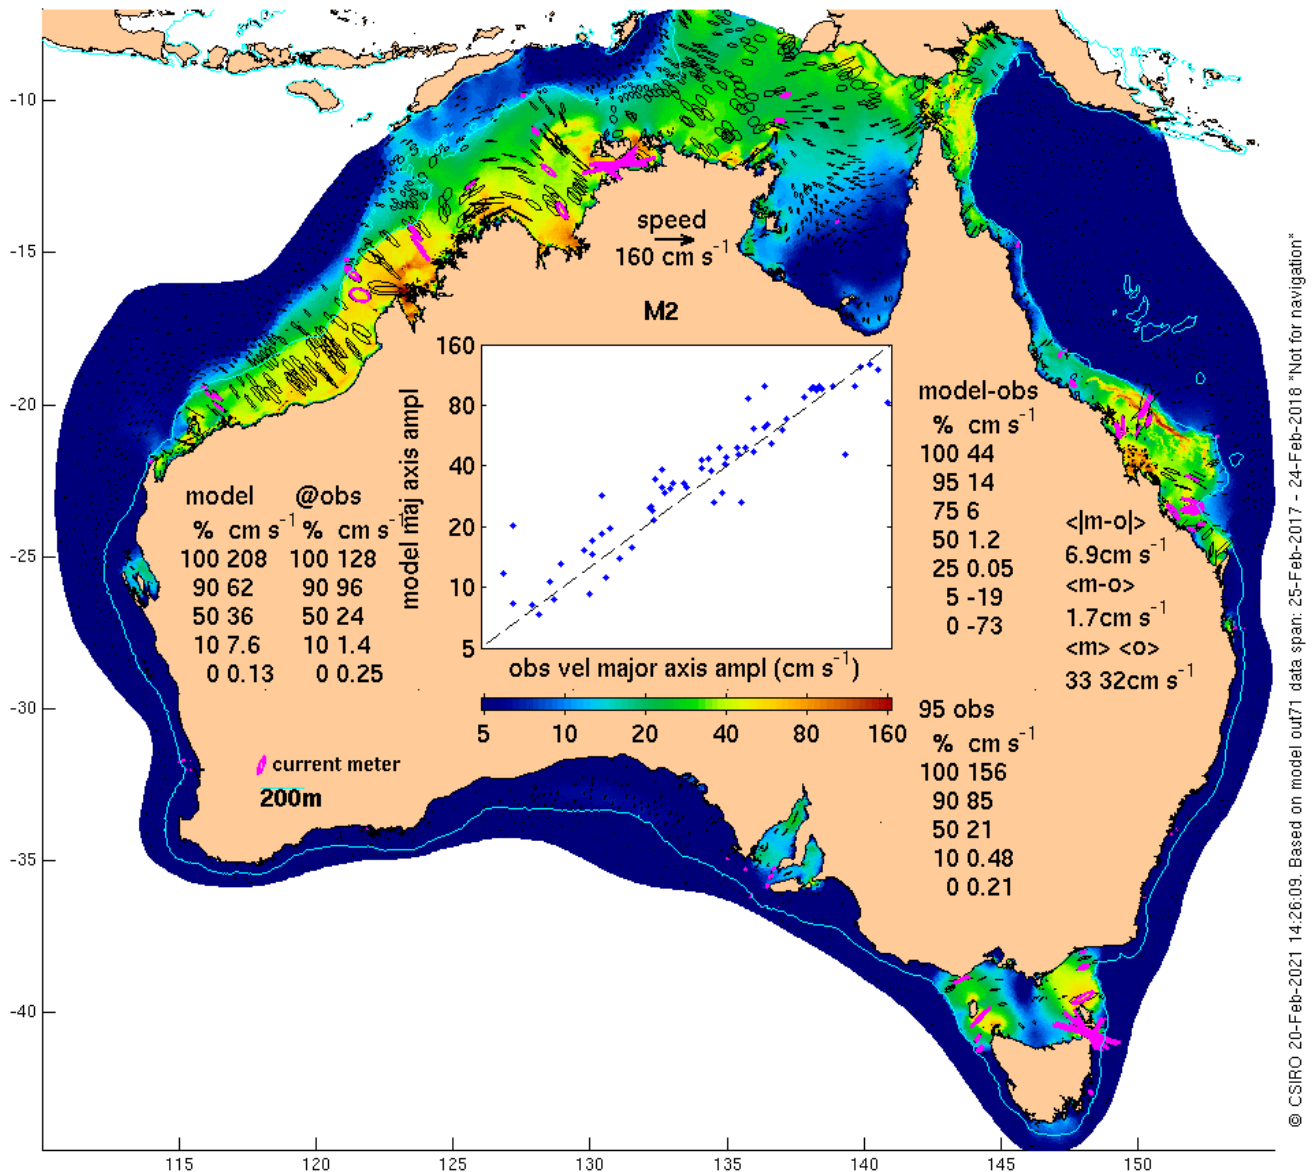 -10
-15
-20
-25
-30
-35
-40
115
120
125
130
135
140
145
150
speed
160 cm s⁻¹
M2
160
80
40
20
10
5
model maj axis ampl
obs vel major axis ampl (cm s⁻¹)
5 10 20 40 80 160
model @obs
% cm s⁻¹ % cm s⁻¹
100 208 100 128
90 62 90 96
50 36 50 24
10 7.6 10 1.4
0 0.13 0 0.25
current meter
200m
model-obs
% cm s⁻¹
100 44
95 14
75 6
50 1.2
25 0.05
5 -19
0 -73
<|m-o|>
6.9cm s⁻¹
<m-o>
1.7cm s⁻¹
<m> <o>
33 32cm s⁻¹
95 obs
% cm s⁻¹
100 156
90 85
50 21
10 0.48
0 0.21
© CSIRO 20-Feb-2021 14:26:09. Based on model out71 data span: 25-Feb-2017 - 24-Feb-2018 "Not for navigation"